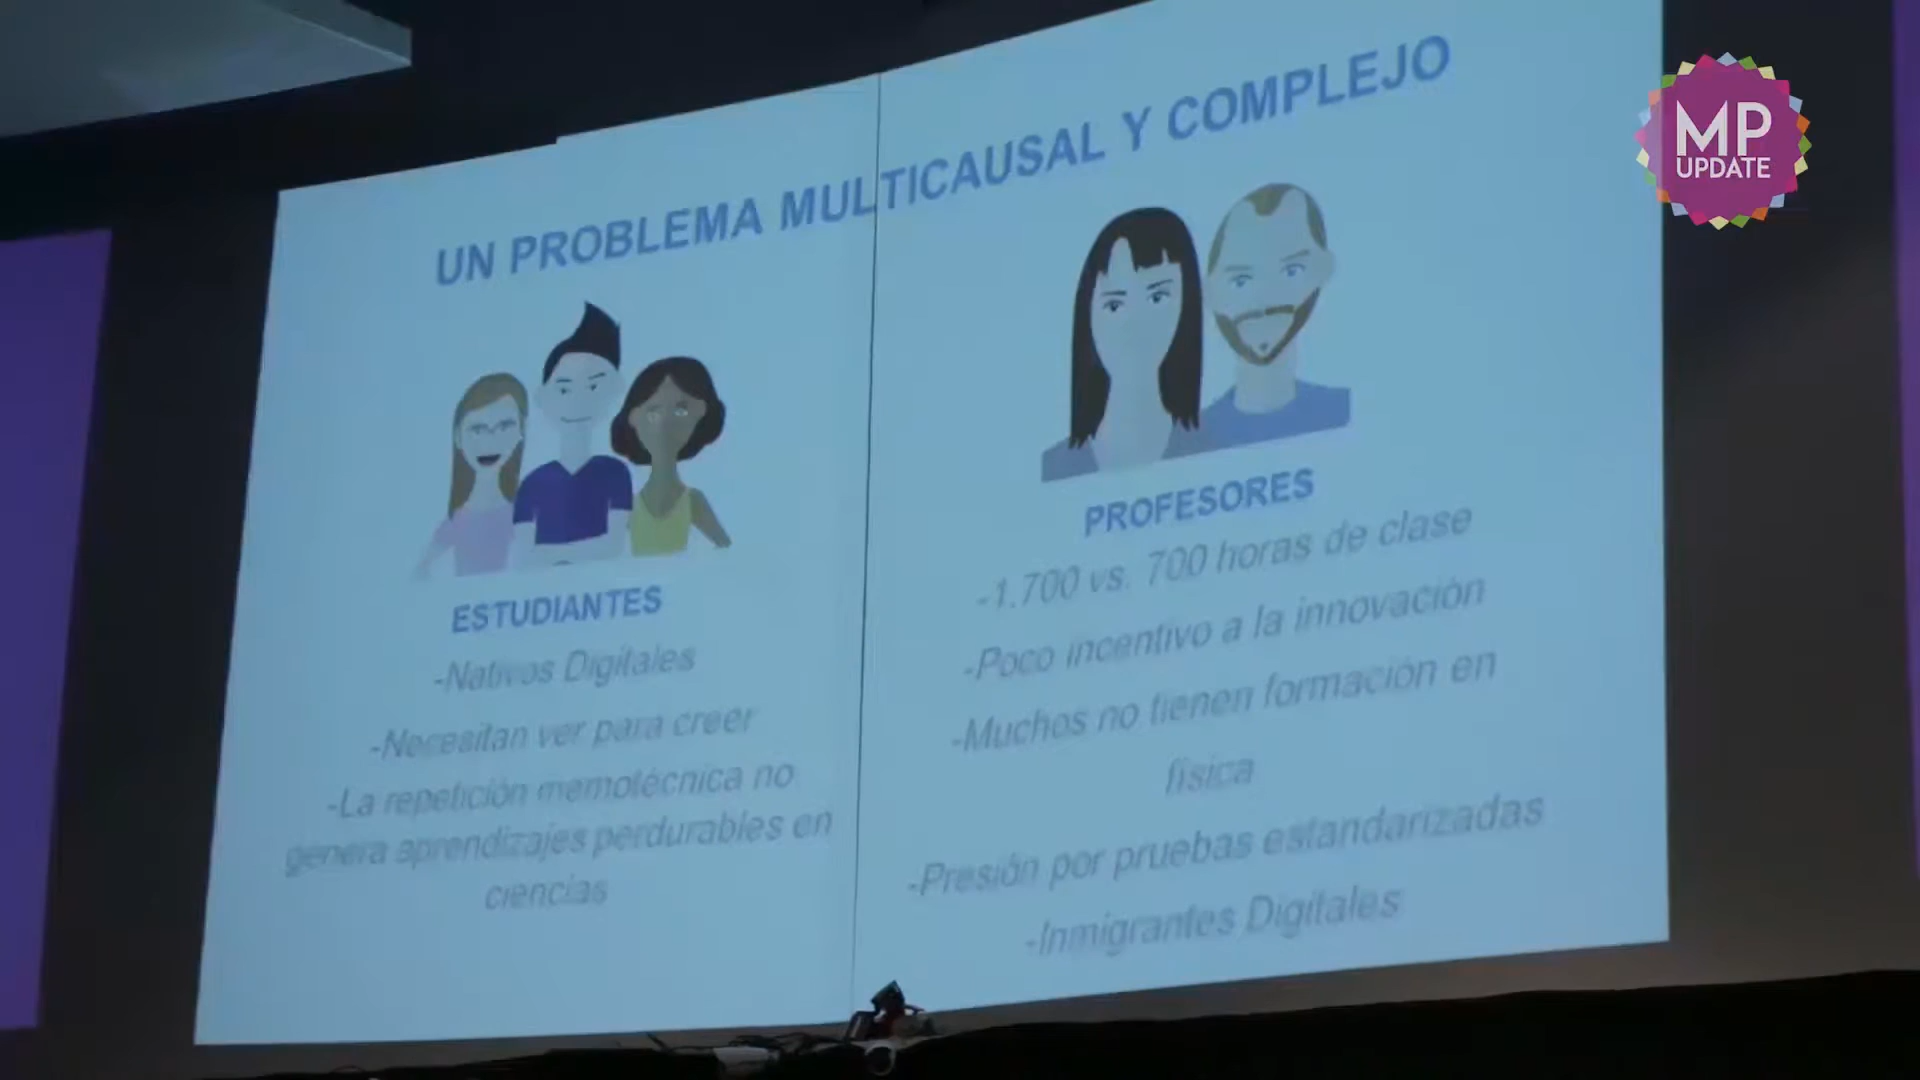 UN PROBLEMA MULTICAUSAL Y COMPLEJO
MP
UPDATE
ESTUDIANTES
-Nativos Digitales
-Necesitan ver para creer
-La repetición memotécnica no
genera aprendizajes perdurables en
ciencias
PROFESORES
-1.700 vs. 700 horas de clase
-Poco incentivo a la innovación
-Muchos no tienen formación en
física
-Presión por pruebas estandarizadas
-Inmigrantes Digitales